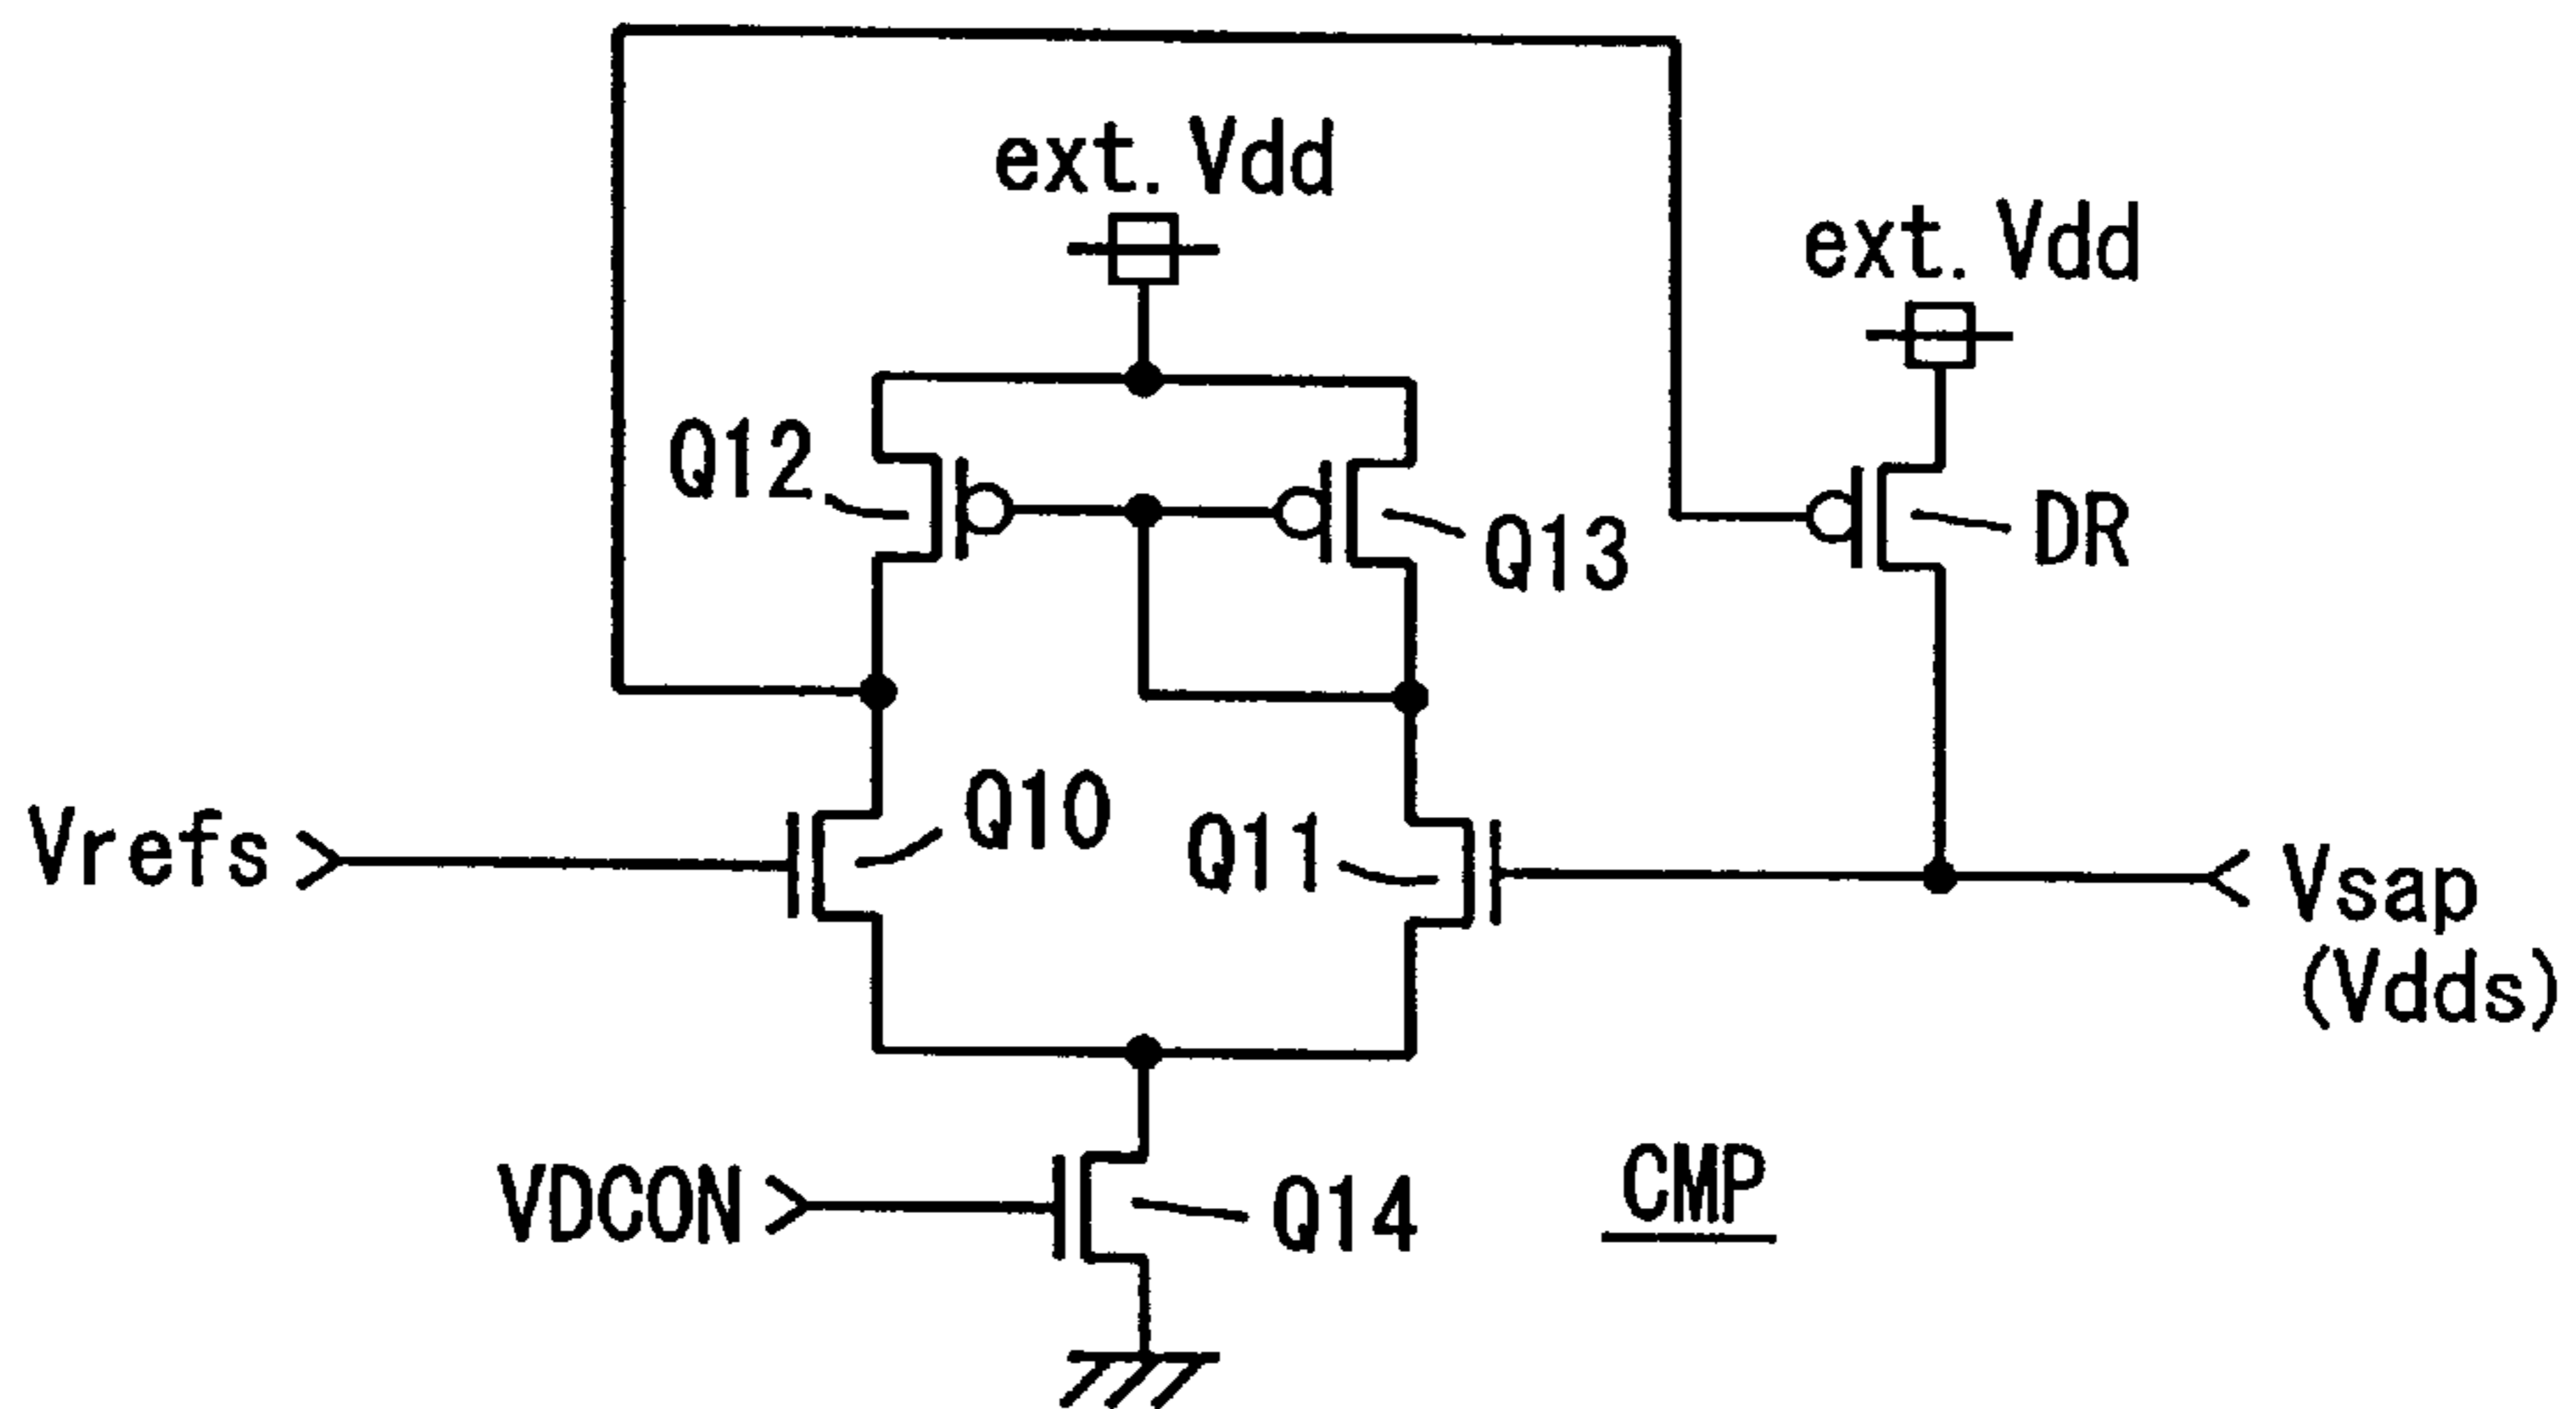 ext. Vdd
ext. Vdd
Q12
Q13
DR
Vrefs
Q10
Q11
Vsap
(Vdds)
VDCON
Q14
CMP